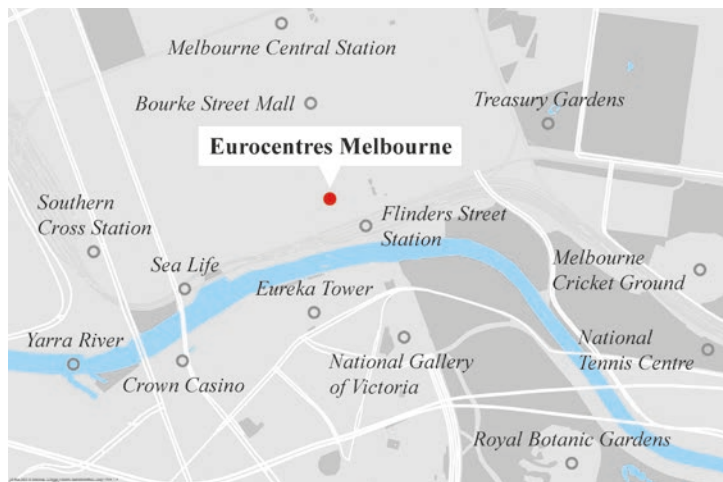 Melbourne Central Station
Bourke Street Mall
Treasury Gardens
Eurocentres Melbourne
Southern
Cross Station
Flinders Street
Station
Sea Life
Melbourne
Cricket Ground
Eureka Tower
Yarra River
Crown Casino
National Gallery
of Victoria
National
Tennis Centre
Royal Botanic Gardens